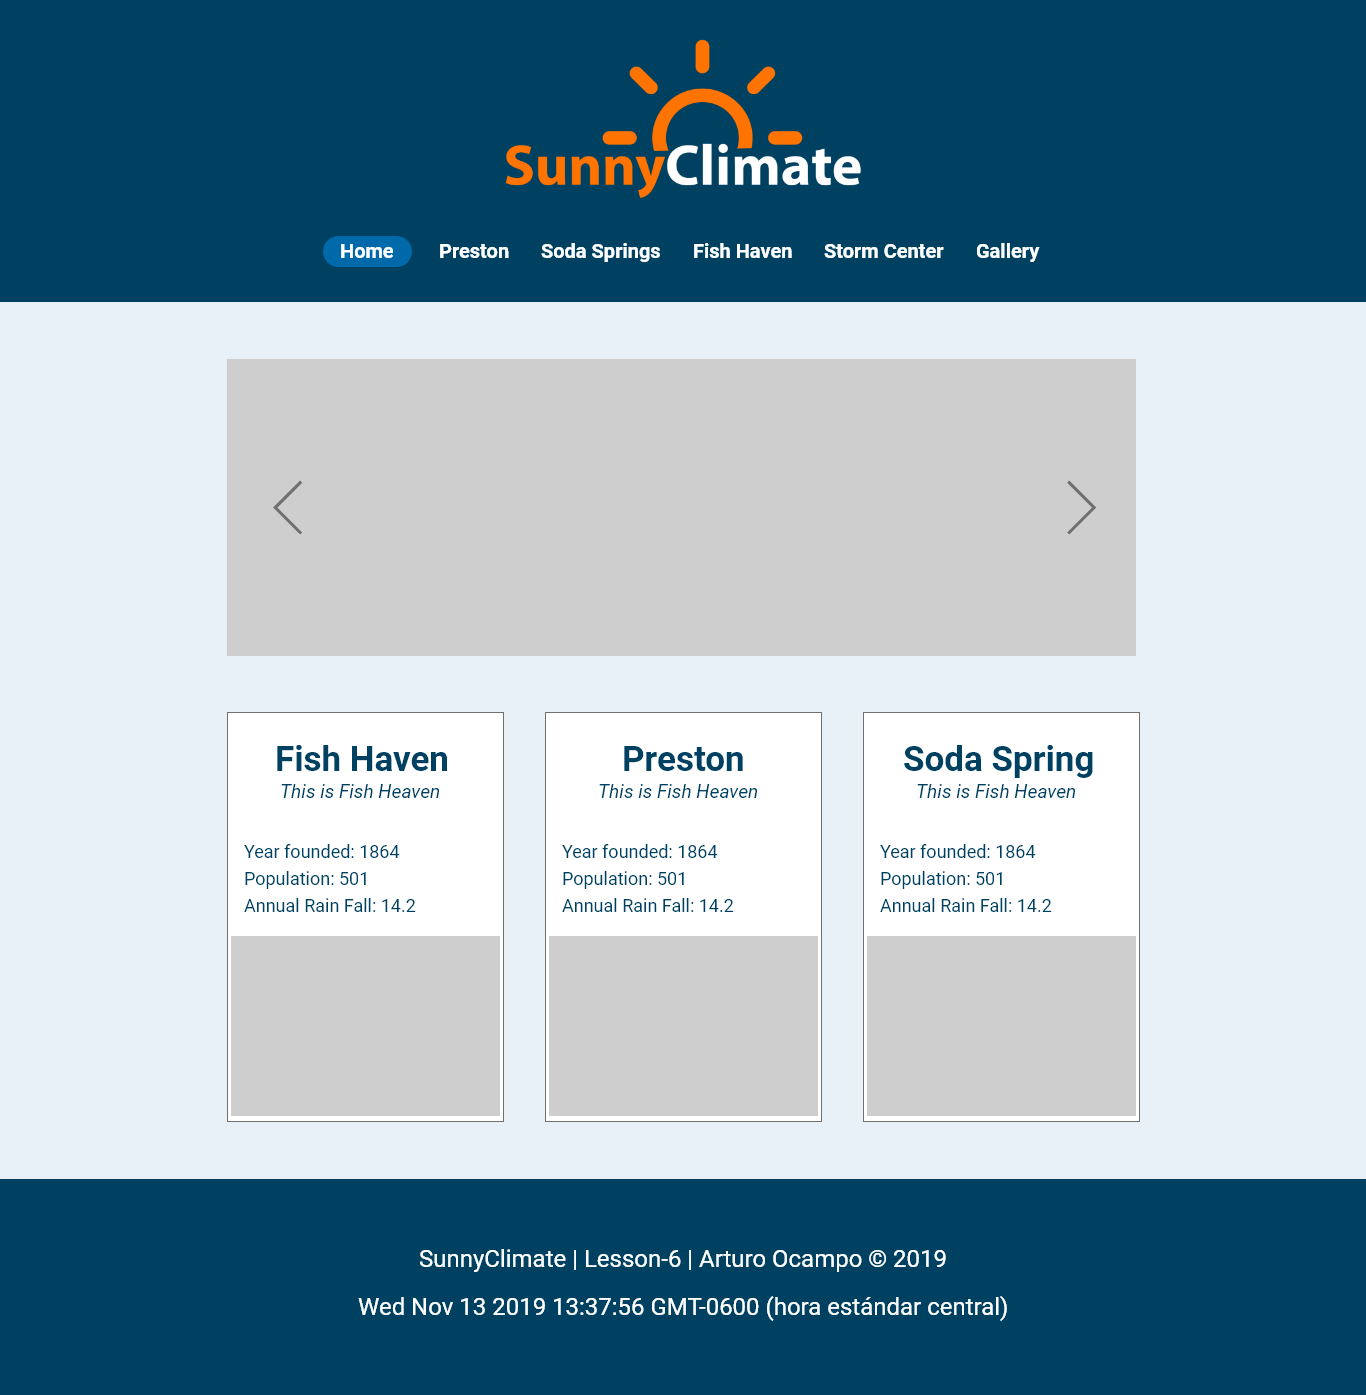 SunnyClimate
Home Preston Soda Springs Fish Haven Storm Center Gallery
Fish Haven
This is Fish Heaven
Year founded: 1864
Population: 501
Annual Rain Fall: 14.2
Preston
This is Fish Heaven
Year founded: 1864
Population: 501
Annual Rain Fall: 14.2
Soda Spring
This is Fish Heaven
Year founded: 1864
Population: 501
Annual Rain Fall: 14.2
SunnyClimate | Lesson-6 | Arturo Ocampo © 2019
Wed Nov 13 2019 13:37:56 GMT-0600 (hora estándar central)